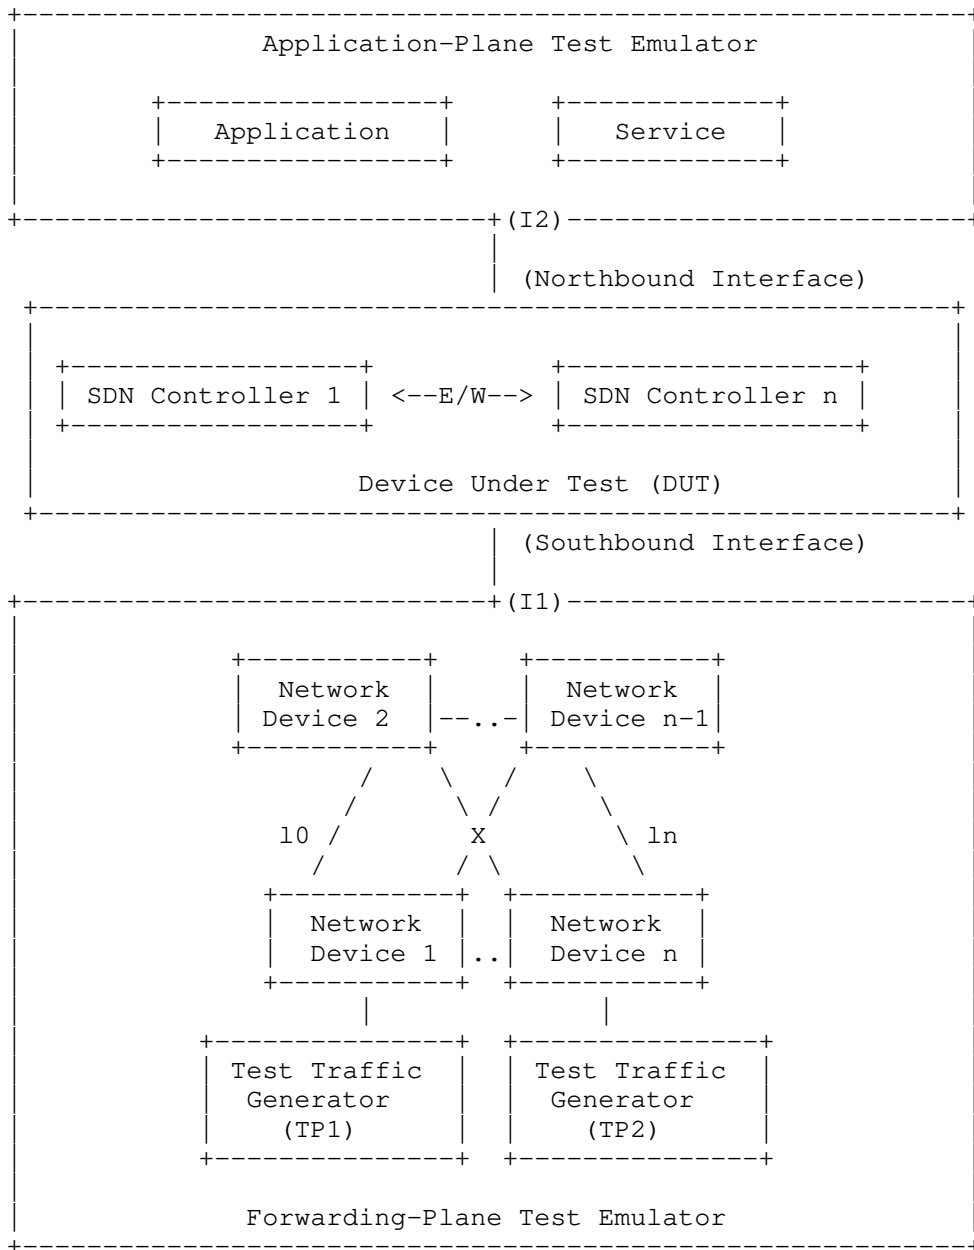 Application-Plane Test Emulator
Application Service
(I2)
(Northbound Interface)
SDN Controller 1 <--E/W--> SDN Controller n
Device Under Test (DUT)
(Southbound Interface)
(I1)
Network Network
Device 2 --..- Device n-1
l0 X ln
Network Network
Device 1 .. Device n
Test Traffic Test Traffic
Generator Generator
(TP1) (TP2)
Forwarding-Plane Test Emulator